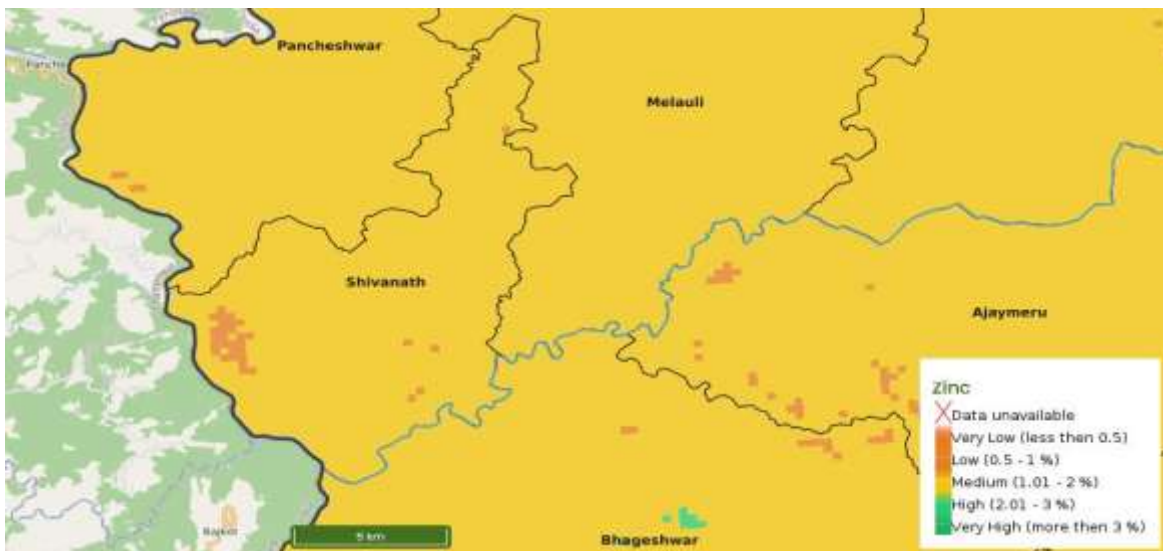 Pancheshwar
Melauli
Shivanath
Ajaymeru
Zinc
Data unavailable
Very Low (less then 0.5)
Low (0.5 - 1 %)
Medium (1.01 - 2 %)
High (2.01 - 3 %)
Very High (more then 3 %)
5 km
Bhageshwar